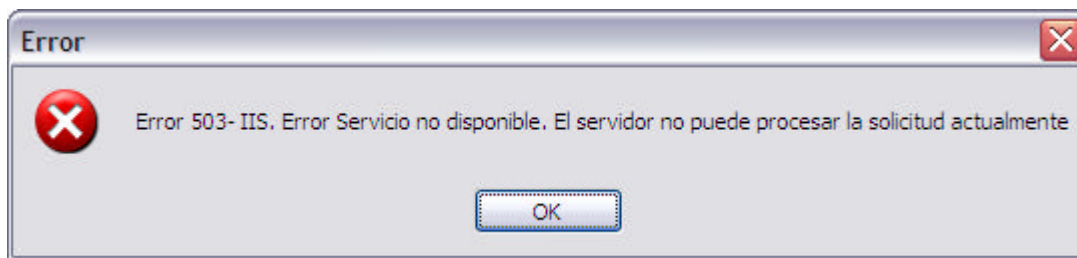 Error
Error 503- IIS. Error Servicio no disponible. El servidor no puede procesar la solicitud actualmente
OK